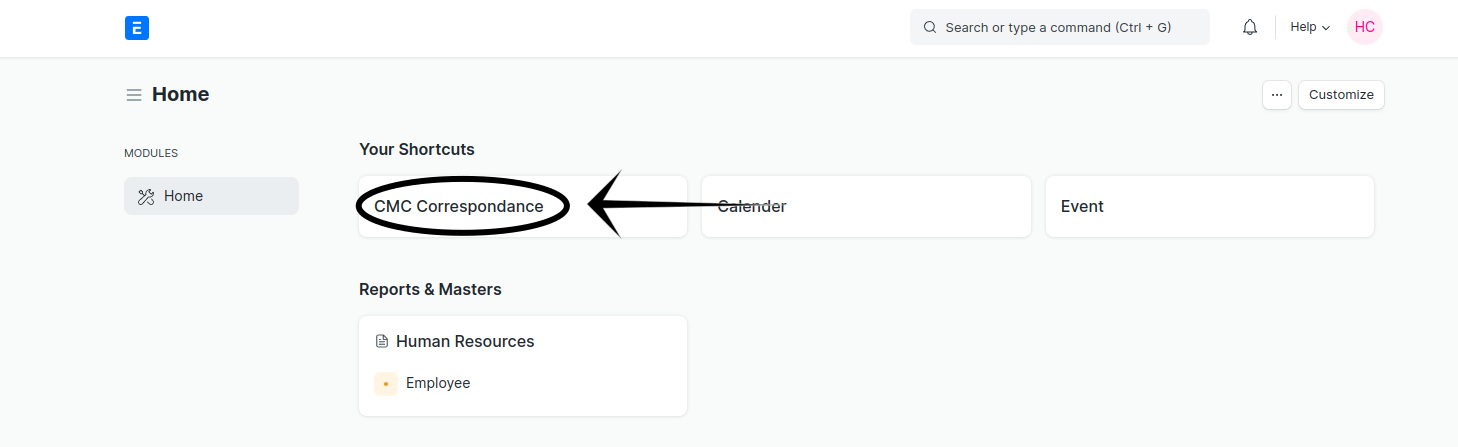 E
Search or type a command (Ctrl + G)
Help
HC
Home
...
Customize
MODULES
Home
Your Shortcuts
CMC Correspondance
Calender
Event
Reports & Masters
Human Resources
Employee